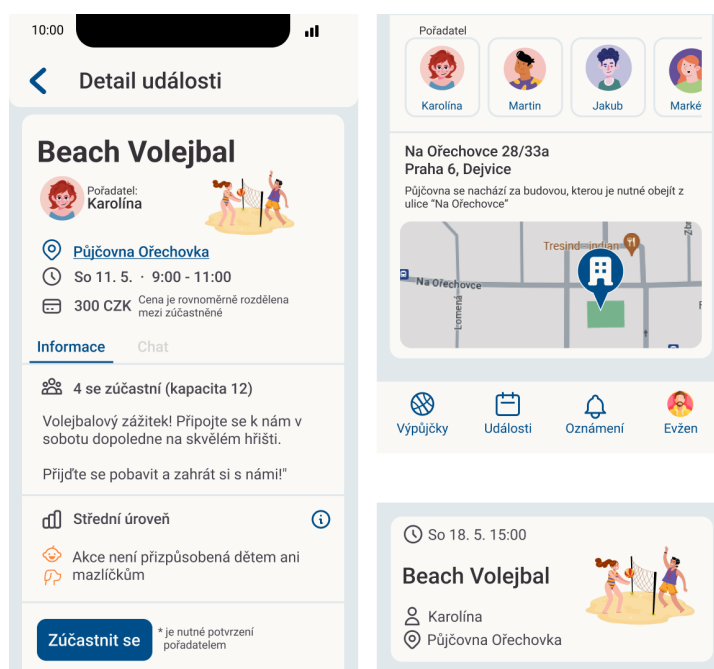 10:00
Detail události
Beach Volejbal
Pořadatel:
Karolína
Půjčovna Ořechovka
So 11. 5. · 9:00 - 11:00
300 CZK
Cena je rovnoměrně rozdělena
mezi zúčastněné
Informace
Chat
4 se zúčastní (kapacita 12)
Volejbalový zážitek! Připojte se k nám v
sobotu dopoledne na skvělém hřišti.
Přijďte se pobavit a zahrát si s námi!"
Střední úroveň
Akce není přizpůsobená dětem ani
mazlíčkům
Zúčastnit se
* je nutné potvrzení
pořadatelem
Pořadatel
Karolína
Martin
Jakub
Marké
Na Ořechovce 28/33a
Praha 6, Dejvice
Půjčovna se nachází za budovou, kterou je nutné obejít z
ulice "Na Ořechovce"
Tresind-indian
Na Ořechovce
Lomená
Výpůjčky
Události
Oznámení
Evžen
So 18. 5. 15:00
Beach Volejbal
Karolína
Půjčovna Ořechovka